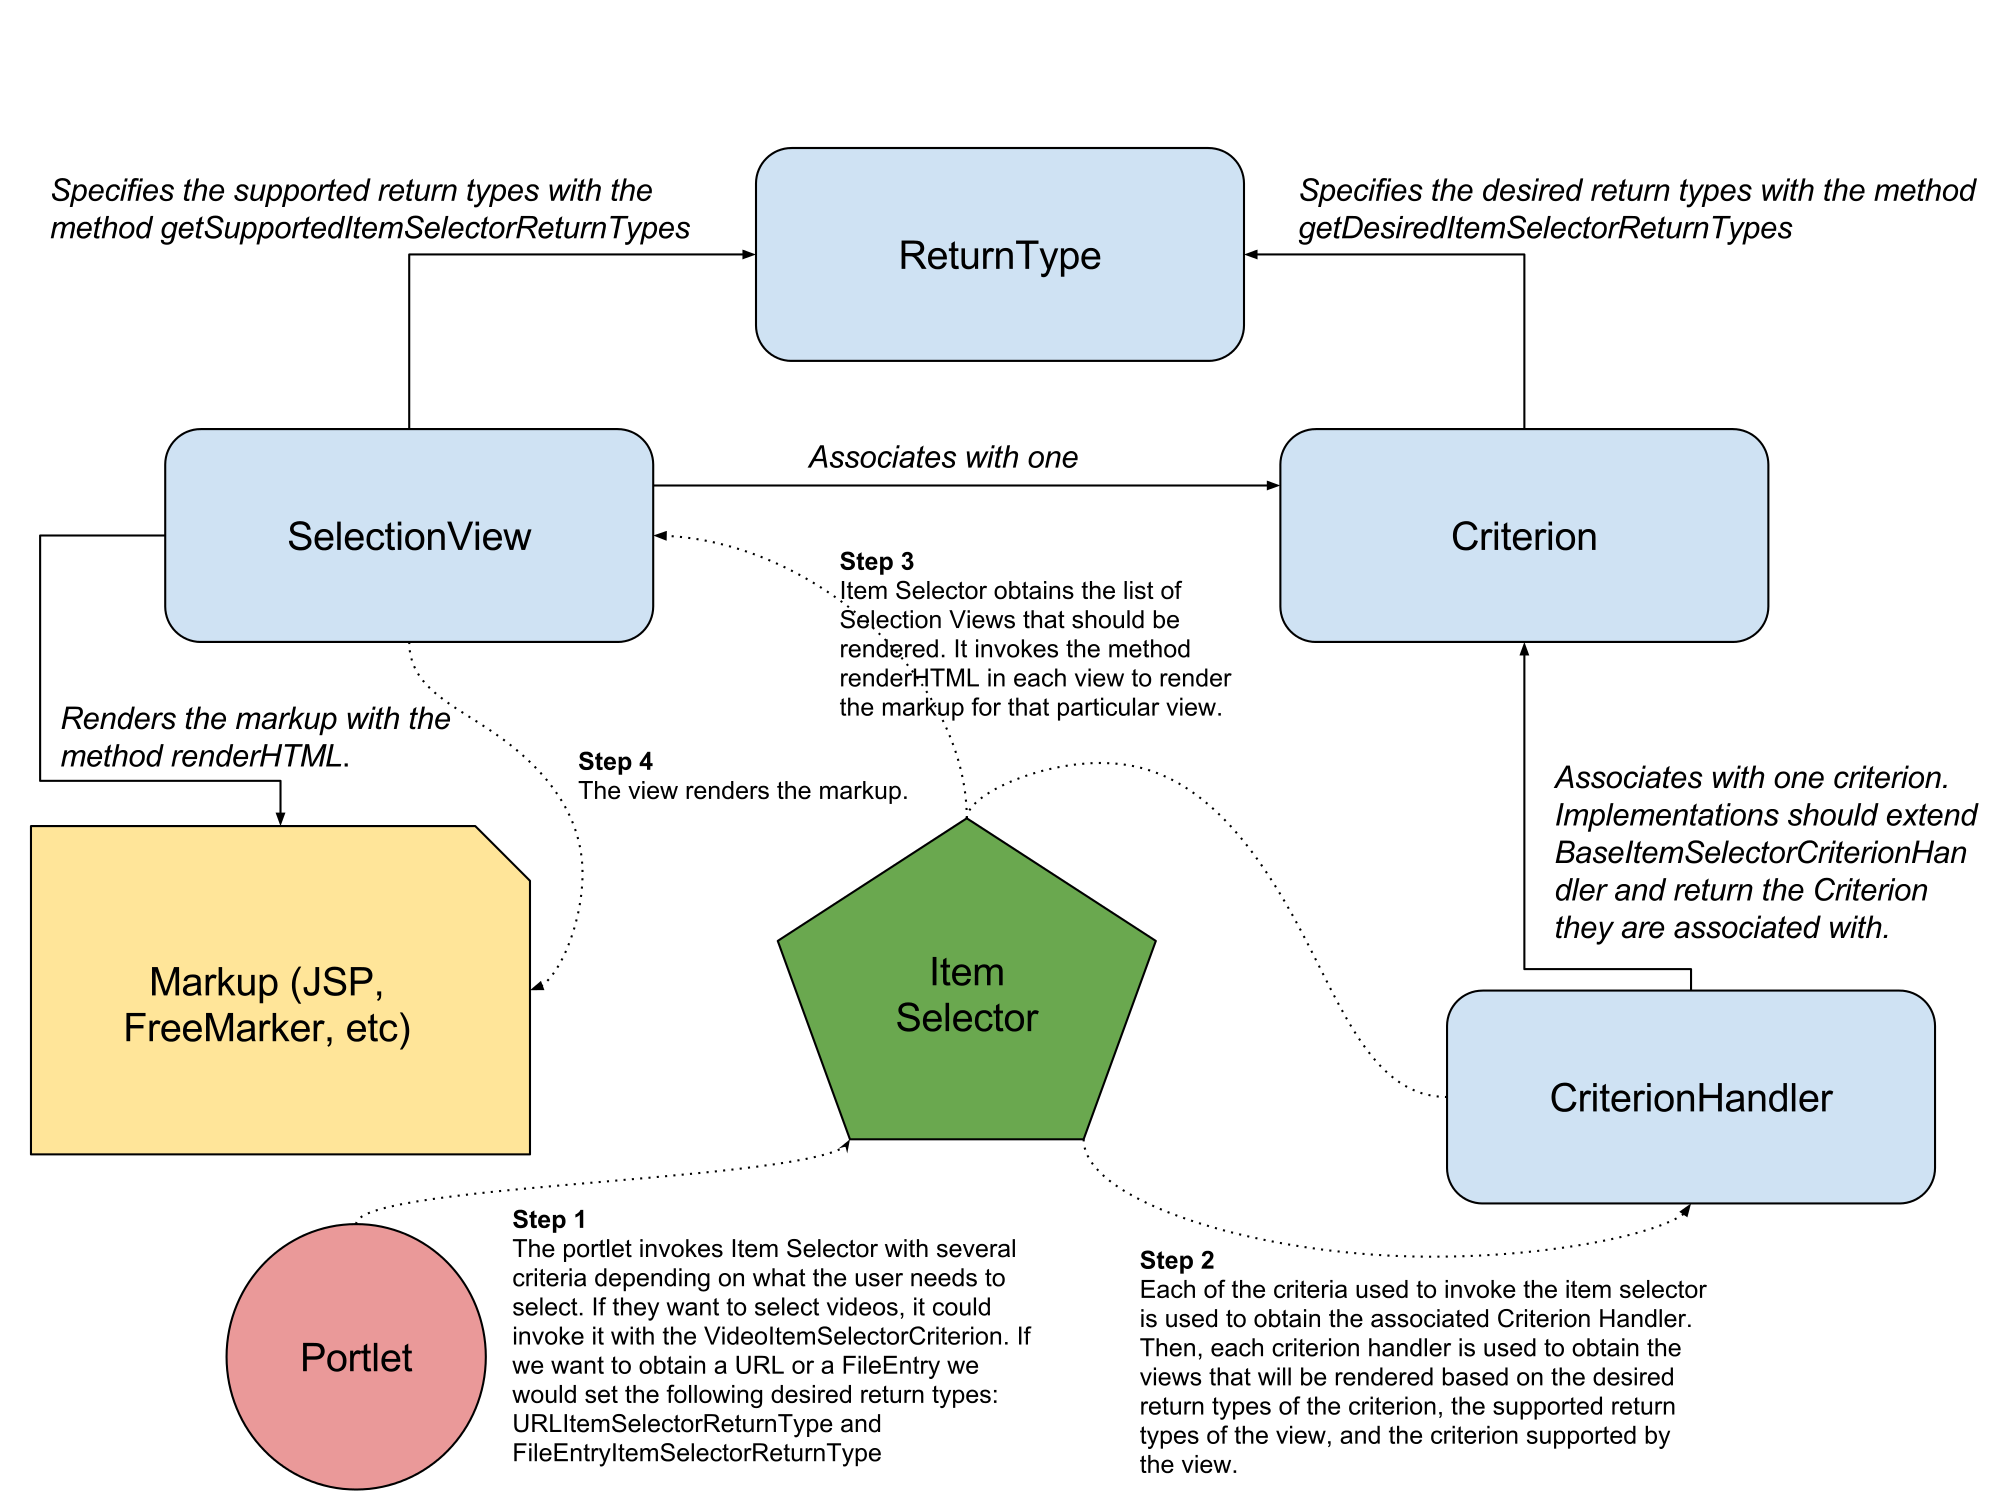 Specifies the supported return types with the
method getSupportedItemSelectorReturnTypes
ReturnType
Specifies the desired return types with the method
getDesiredItemSelectorReturnTypes
SelectionView
Associates with one
Criterion
Step 3
Item Selector obtains the list of
Selection Views that should be
rendered. It invokes the method
renderHTML in each view to render
the markup for that particular view.
Renders the markup with the
method renderHTML.
Step 4
The view renders the markup.
Associates with one criterion.
Implementations should extend
BaseItemSelectorCriterionHan
dler and return the Criterion
they are associated with.
Markup (JSP,
FreeMarker, etc)
Item
Selector
CriterionHandler
Portlet
Step 1
The portlet invokes Item Selector with several
criteria depending on what the user needs to
select. If they want to select videos, it could
invoke it with the VideoItemSelectorCriterion. If
we want to obtain a URL or a FileEntry we
would set the following desired return types:
URLItemSelectorReturnType and
FileEntryItemSelectorReturnType
Step 2
Each of the criteria used to invoke the item selector
is used to obtain the associated Criterion Handler.
Then, each criterion handler is used to obtain the
views that will be rendered based on the desired
return types of the criterion, the supported return
types of the view, and the criterion supported by
the view.